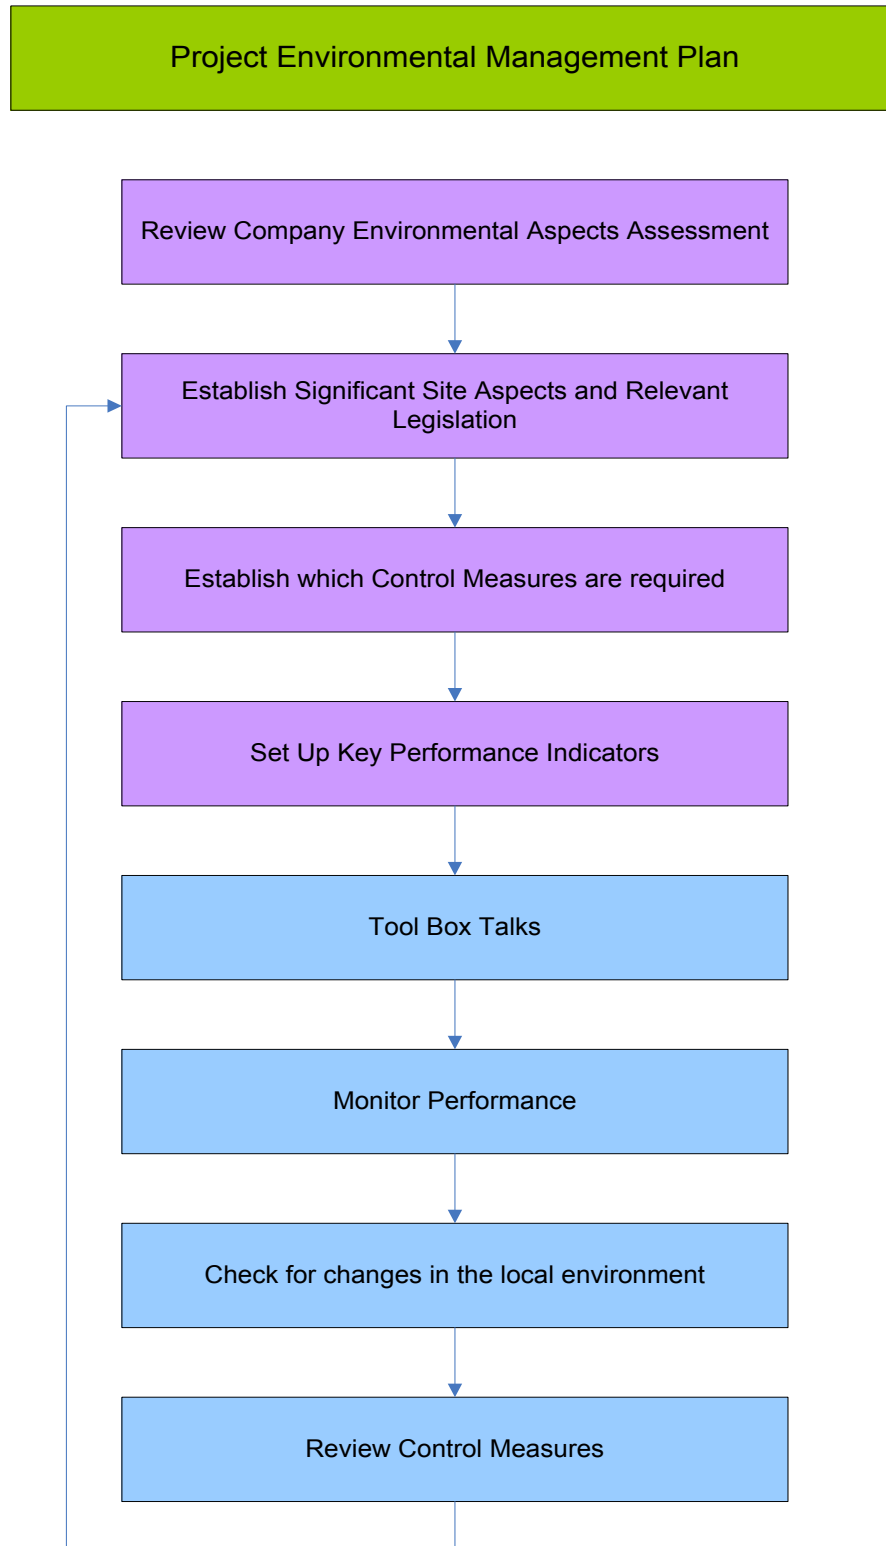 Project Environmental Management Plan
Review Company Environmental Aspects Assessment
Establish Significant Site Aspects and Relevant
Legislation
Establish which Control Measures are required
Set Up Key Performance Indicators
Tool Box Talks
Monitor Performance
Check for changes in the local environment
Review Control Measures